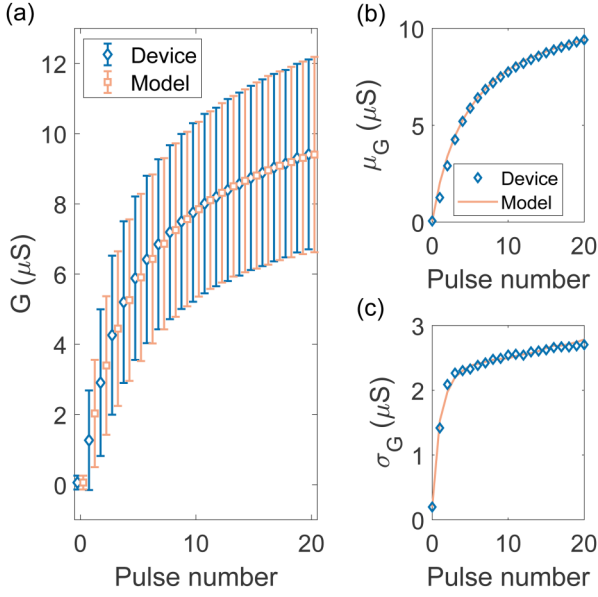 (a)
12
10
8
6
4
2
0
G (μS)
Device
Model
0
10
20
Pulse number
(b)
10
5
0
μG (μS)
Device
Model
0
10
20
Pulse number
(c)
3
2
1
0
σG (μS)
0
10
20
Pulse number